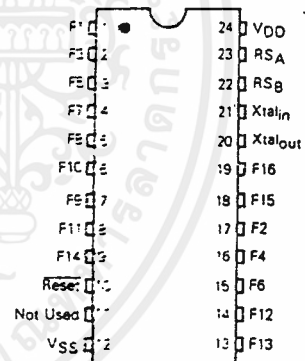 F1 1 24 VDD
F3 2 23 RSA
F5 3 22 RSB
F7 4 21 Xtalin
F8 5 20 Xtalout
F10 6 19 F16
F9 7 18 F15
F11 8 17 F2
F14 9 16 F4
Reset 10 15 F6
Not Used 11 14 F12
VSS 12 13 F13